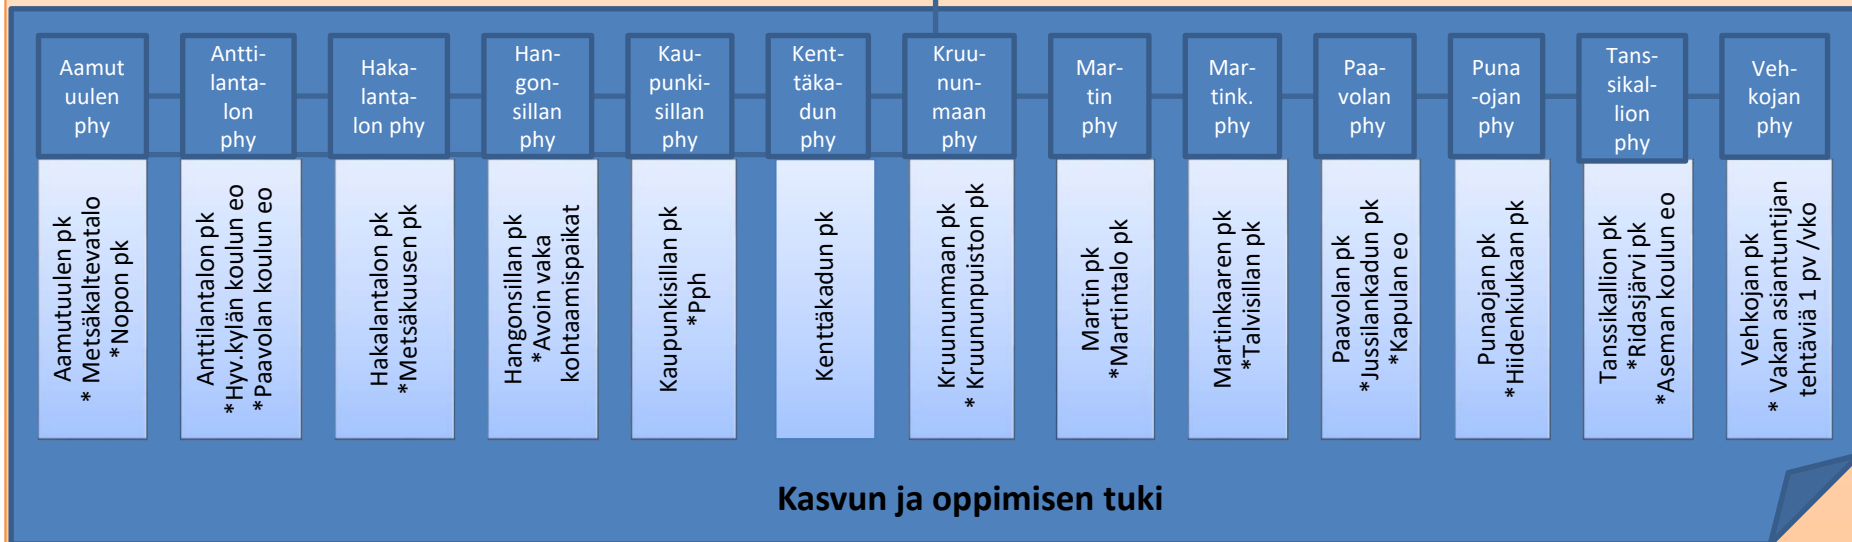 Aamut
uulen
phy
Antti-
lanta-
lon
phy
Haka-
lanta-
lon phy
Han-
gon-
sillan
phy
Kau-
punki-
sillan
phy
Kent-
täka-
dun
phy
Kruu-
nun-
maan
phy
Mar-
tin
phy
Mar-
tink.
phy
Paa-
volan
phy
Puna
-ojan
phy
Tans-
sikal-
lion
phy
Veh-
kojan
phy
Aamutuulen pk
* Metsäkaltevatalo
*Nopon pk
Anttilantalon pk
*Hyv.kylän koulun eo
*Paavolan koulun eo
Hakalantalon pk
*Metsäkuusen pk
Hangonsillan pk
*Avoin vaka
kohtaamispaikat
Kaupunkisillan pk
*Pph
Kenttäkadun pk
Kruununmaan pk
* Kruununpuiston pk
Martin pk
*Martintalo pk
Martinkaaren pk
*Talvisillan pk
Paavolan pk
*Jussilankadun pk
*Kapulan eo
Punaojan pk
*Hiidenkiukaan pk
Tanssikallion pk
*Ridasjärvi pk
*Aseman koulun eo
Vehkojan pk
* Vakan asiantuntijan
tehtäviä 1 pv /vko
Kasvun ja oppimisen tuki